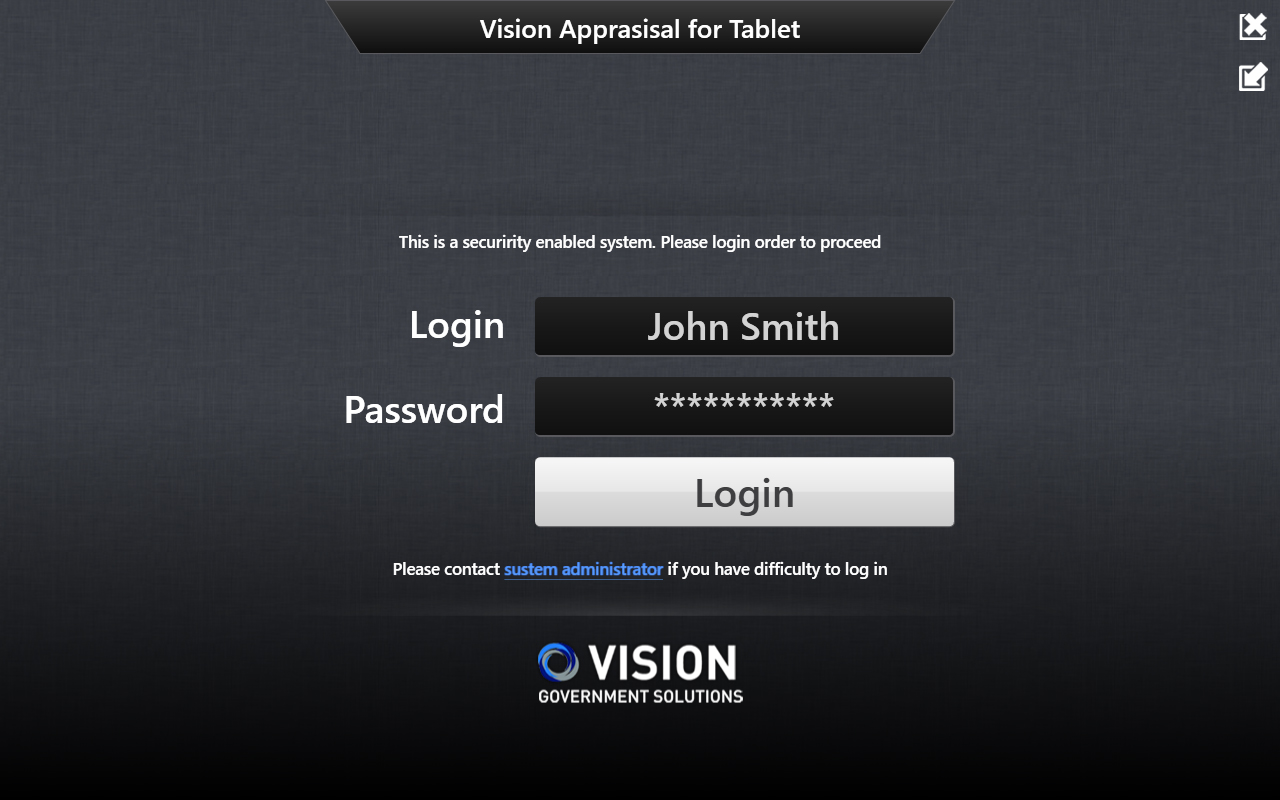 Vision Apprasisal for Tablet
This is a securirity enabled system. Please login order to proceed
Login
John Smith
Password
***********
Login
Please contact sustem administrator if you have difficulty to log in
VISION
GOVERNMENT SOLUTIONS